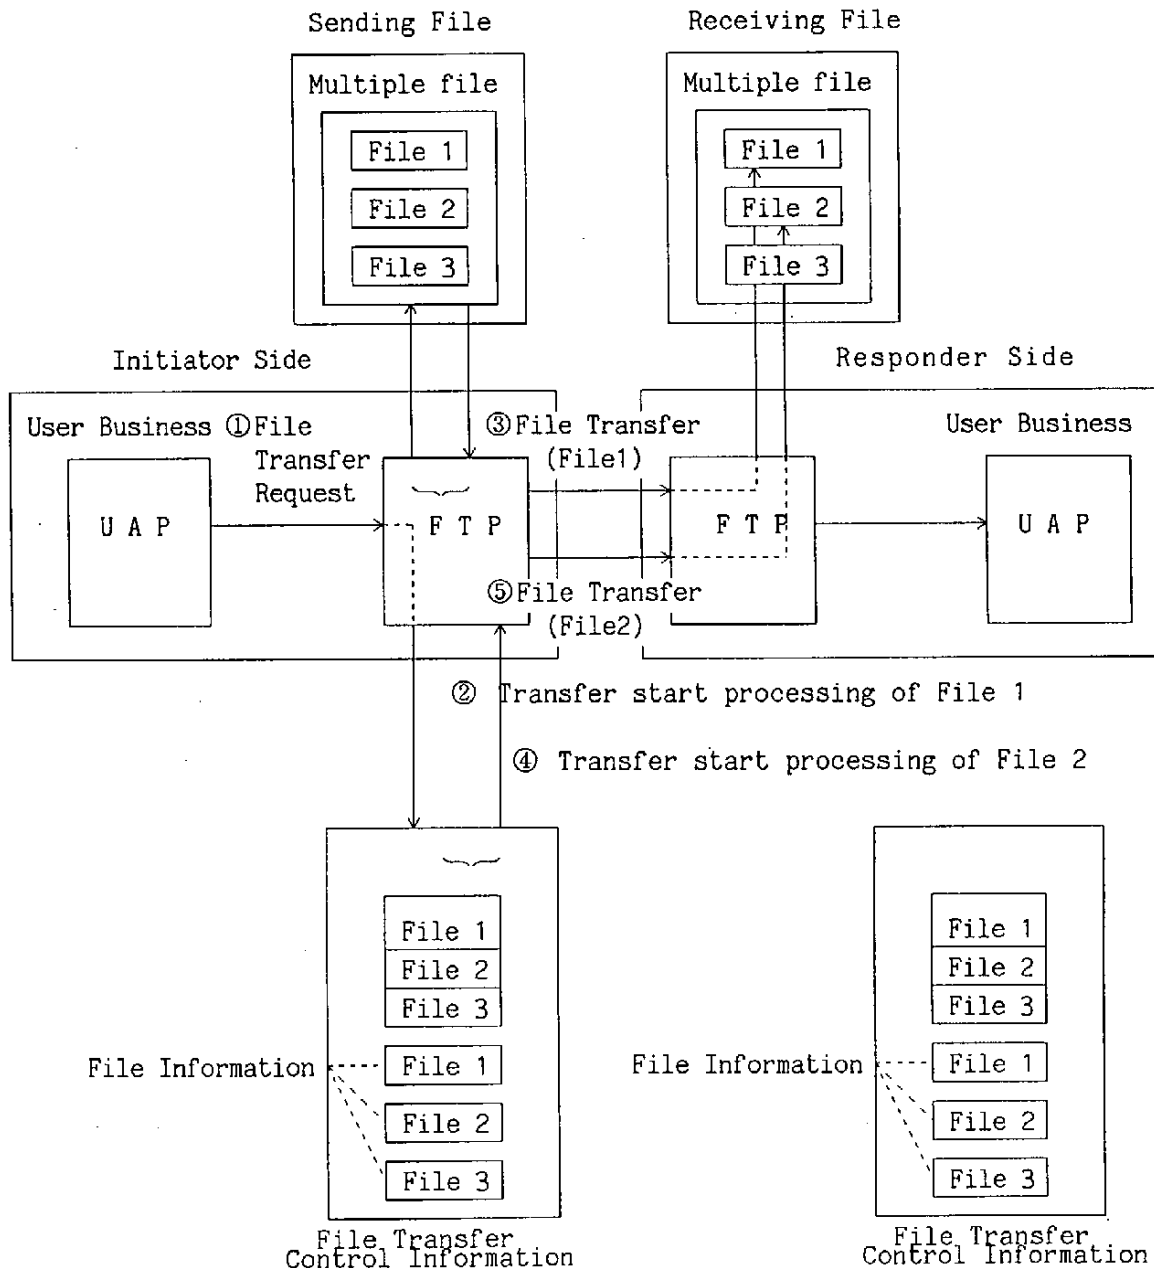 Sending File
Receiving File
Multiple file
Multiple file
File 1
File 2
File 3
File 1
File 2
File 3
Initiator Side
Responder Side
User Business ①File
Transfer
Request
③File Transfer
(File1)
User Business
U A P
F T P
F T P
U A P
⑤File Transfer
(File2)
② Transfer start processing of File 1
④ Transfer start processing of File 2
File 1
File 2
File 3
File Information
File 1
File 2
File 3
File Transfer
Control Information
File 1
File 2
File 3
File Information
File 1
File 2
File 3
File Transfer
Control Information